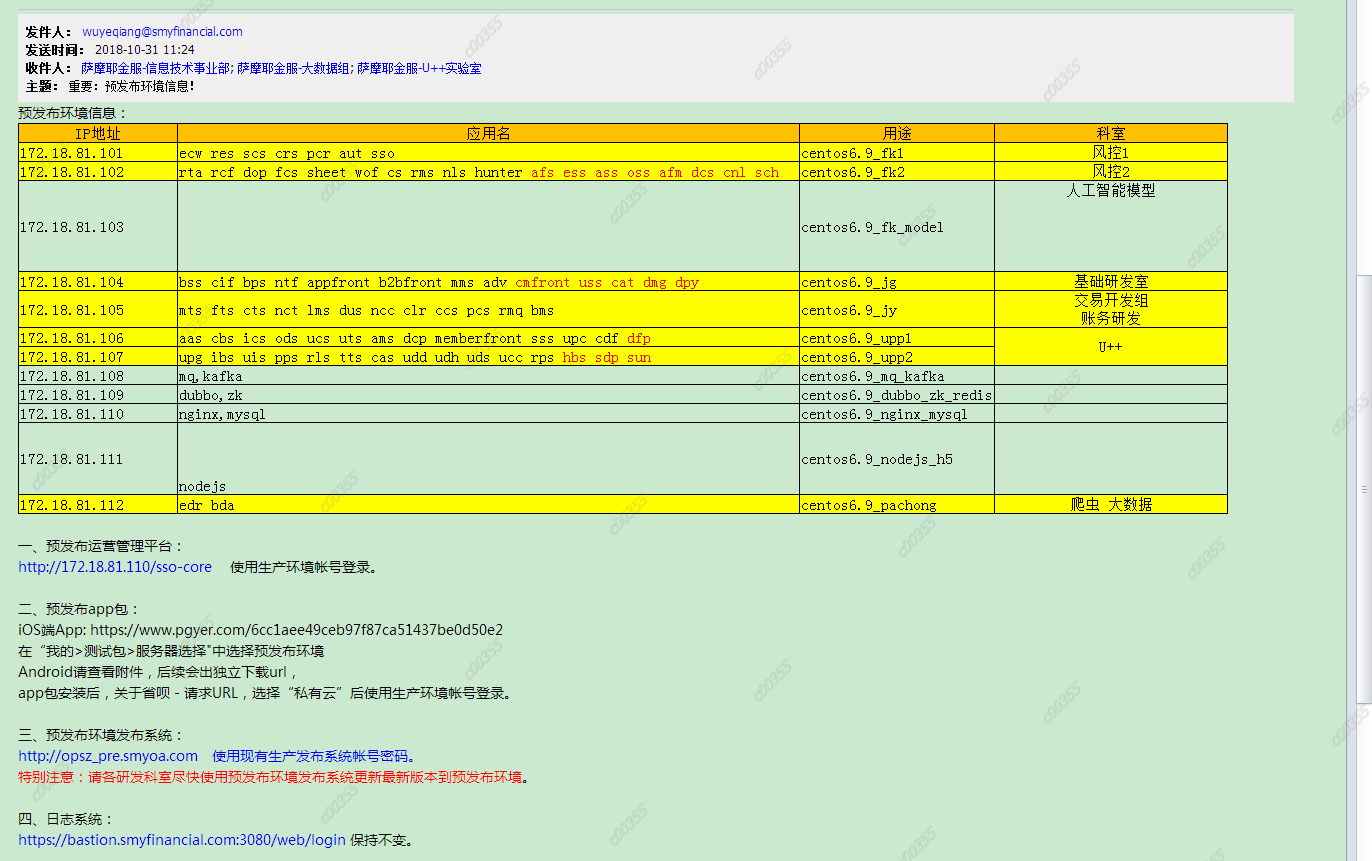 发件人： wuyeqiang@smyfinancial.com
发送时间： 2018-10-31 11:24
收件人： 萨摩耶金服-信息技术事业部; 萨摩耶金服-大数据组; 萨摩耶金服-U++实验室
主题： 重要：预发布环境信息！
预发布环境信息：
IP地址 应用名 用途 科室
172.18.81.101 ecw res scs crs pcr aut sso centos6.9_fk1 风控1
172.18.81.102 rta rcf dop fcs sheet wof cs rms nls hunter afs ess ass oss afm dcs cnl sch centos6.9_fk2 风控2
172.18.81.103 centos6.9_fk_model 人工智能模型
172.18.81.104 bss cif bps ntf appfront b2bfront mms adv cmfront uss cat dmg dpy centos6.9_jg 基础研发室
172.18.81.105 mts fts cts nct lms dus ncc clr ccs pcs rmq bms centos6.9_jy 交易开发组
账务研发
172.18.81.106 aas cbs ics ods ucs uts ams dcp memberfront sss upc cdf dfp centos6.9_upp1 U++
172.18.81.107 upg ibs uis pps rls tts cas udd udh uds ucc rps hbs sdp sun centos6.9_upp2
172.18.81.108 mq,kafka centos6.9_mq_kafka
172.18.81.109 dubbo,zk centos6.9_dubbo_zk_redis
172.18.81.110 nginx,mysql centos6.9_nginx_mysql
172.18.81.111 nodejs centos6.9_nodejs_h5
172.18.81.112 edr bda centos6.9_pachong 爬虫 大数据
一、预发布运营管理平台：
http://172.18.81.110/sso-core 使用生产环境帐号登录。
二、预发布app包：
iOS端App: https://www.pgyer.com/6cc1aee49ceb97f87ca51437be0d50e2
在“我的>测试包>服务器选择"中选择预发布环境
Android请查看附件，后续会出独立下载url，
app包安装后，关于省呗－请求URL，选择“私有云”后使用生产环境帐号登录。
三、预发布环境发布系统：
http://opsz_pre.smyoa.com 使用现有生产发布系统帐号密码。
特别注意：请各研发科室尽快使用预发布环境发布系统更新最新版本到预发布环境。
四、日志系统：
https://bastion.smyfinancial.com:3080/web/login 保持不变。
c00355